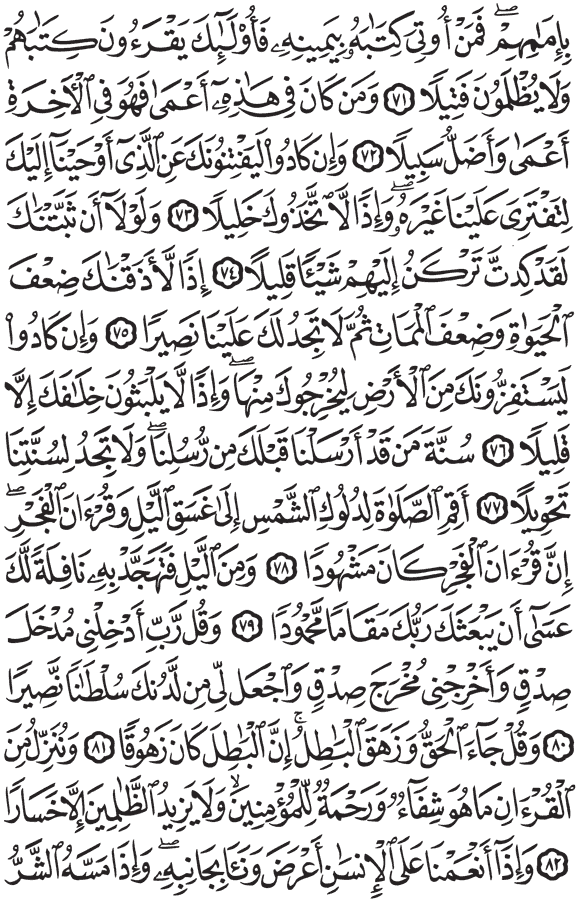 بِإِمَٰمِهِمْۖ فَمَنْ أُوتِيَ كِتَٰبَهُۥ بِيَمِينِهِۦ فَأُو۟لَٰٓئِكَ يَقْرَءُونَ كِتَٰبَهُمْ
وَلَا يُظْلَمُونَ فَتِيلًا ٧١ وَمَن كَانَ فِى هَٰذِهِۦٓ أَعْمَىٰ فَهُوَ فِى ٱلْأَخِرَةِ
أَعْمَىٰ وَأَضَلُّ سَبِيلًا ٧٢ وَإِن كَادُوا۟ لَيَفْتِنُونَكَ عَنِ ٱلَّذِىٓ أَوْحَيْنَآ إِلَيْكَ
لِتَفْتَرِىَ عَلَيْنَا غَيْرَهُۥۖ وَإِذًا لَّٱتَّخَذُوكَ خَلِيلًا ٧٣ وَلَوْلَآ أَن ثَبَّتْنَٰكَ
لَقَدْ كِدتَّ تَرْكَنُ إِلَيْهِمْ شَيْـًٔا قَلِيلًا ٧٤ إِذًا لَّأَذَقْنَٰكَ ضِعْفَ
ٱلْحَيَوٰةِ وَضِعْفَ ٱلْمَمَاتِ ثُمَّ لَا تَجِدُ لَكَ عَلَيْنَا نَصِيرًا ٧٥ وَإِن كَادُوا۟
لَيَسْتَفِزُّونَكَ مِنَ ٱلْأَرْضِ لِيُخْرِجُوكَ مِنْهَاۖ وَإِذًا لَّا يَلْبَثُونَ خِلَٰفَكَ إِلَّا
قَلِيلًا ٧٦ سُنَّةَ مَن قَدْ أَرْسَلْنَا قَبْلَكَ مِن رُّسُلِنَاۖ وَلَا تَجِدُ لِسُنَّتِنَا
تَحْوِيلًا ٧٧ أَقِمِ ٱلصَّلَوٰةَ لِدُلُوكِ ٱلشَّمْسِ إِلَىٰ غَسَقِ ٱلَّيْلِ وَقُرْءَانَ ٱلْفَجْرِۖ
إِنَّ قُرْءَانَ ٱلْفَجْرِ كَانَ مَشْهُودًا ٧٨ وَمِنَ ٱلَّيْلِ فَتَهَجَّدْ بِهِۦ نَافِلَةً لَّكَ
عَسَىٰٓ أَن يَبْعَثَكَ رَبُّكَ مَقَامًا مَّحْمُودًا ٧٩ وَقُل رَّبِّ أَدْخِلْنِى مُدْخَلَ
صِدْقٍ وَأَخْرِجْنِى مُخْرَجَ صِدْقٍ وَٱجْعَل لِّى مِن لَّدُنكَ سُلْطَٰنًا نَّصِيرًا
٨٠ وَقُلْ جَآءَ ٱلْحَقُّ وَزَهَقَ ٱلْبَٰطِلُۚ إِنَّ ٱلْبَٰطِلَ كَانَ زَهُوقًا ٨١ وَنُنَزِّلُ مِنَ
ٱلْقُرْءَانِ مَا هُوَ شِفَآءٌ وَرَحْمَةٌ لِّلْمُؤْمِنِينَۙ وَلَا يَزِيدُ ٱلظَّٰلِمِينَ إِلَّا خَسَارًا
٨٢ وَإِذَآ أَنْعَمْنَا عَلَى ٱلْإِنسَٰنِ أَعْرَضَ وَنَـَٔا بِجَانِبِهِۦۖ وَإِذَا مَسَّهُ ٱلشَّرُّ